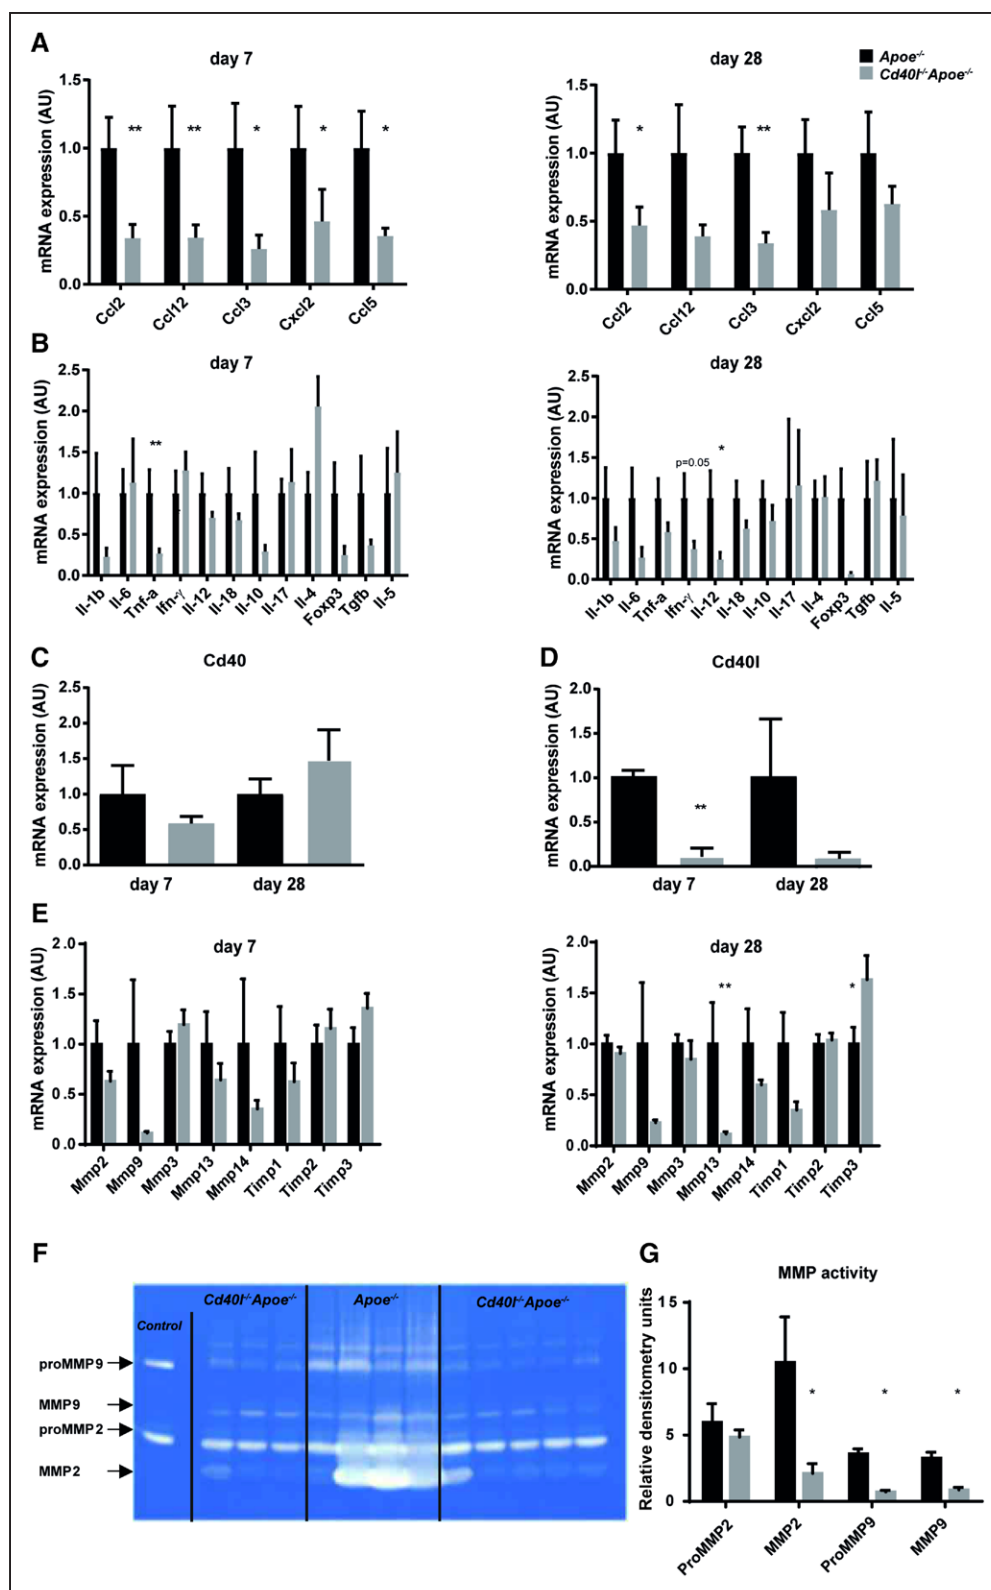 A
day 7
day 28
Apoe-/-
Cd40l-/-Apoe-/-
mRNA expression (AU)
1.5
1.0
0.5
0.0
** ** * * *
Ccl2 Ccl12 Ccl3 Cxcl2 Ccl5
mRNA expression (AU)
1.5
1.0
0.5
0.0
* **
Ccl2 Ccl12 Ccl3 Cxcl2 Ccl5
B
day 7
mRNA expression (AU)
2.5
2.0
1.5
1.0
0.5
0.0
**
Il-1b Il-6 Tnf-a Ifn-γ Il-12 Il-18 Il-10 Il-17 Il-4 Foxp3 Tgfb Il-5
day 28
mRNA expression (AU)
2.5
2.0
1.5
1.0
0.5
0.0
p=0.05 *
Il-1b Il-6 Tnf-a Ifn-γ Il-12 Il-18 Il-10 Il-17 Il-4 Foxp3 Tgfb Il-5
C
Cd40
mRNA expression (AU)
2.5
2.0
1.5
1.0
0.5
0.0
day 7 day 28
D
Cd40l
mRNA expression (AU)
2.0
1.5
1.0
0.5
0.0
**
day 7 day 28
E
day 7
mRNA expression (AU)
2.0
1.5
1.0
0.5
0.0
Mmp2 Mmp9 Mmp3 Mmp13 Mmp14 Timp1 Timp2 Timp3
day 28
mRNA expression (AU)
2.0
1.5
1.0
0.5
0.0
** *
Mmp2 Mmp9 Mmp3 Mmp13 Mmp14 Timp1 Timp2 Timp3
F
Control
Cd40l-/-Apoe-/- Apoe-/- Cd40l-/-Apoe-/-
proMMP9
MMP9
proMMP2
MMP2
G
MMP activity
Relative densitometry units
15
10
5
0
* * *
ProMMP2 MMP2 ProMMP9 MMP9